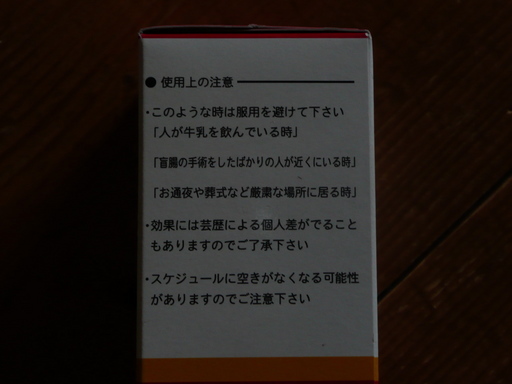 ● 使用上の注意
・このような時は服用を避けて下さい
「人が牛乳を飲んでいる時」
「盲腸の手術をしたばかりの人が近くにいる時」
「お通夜や葬式など厳粛な場所に居る時」
・効果には芸歴による個人差がでること
もありますのでご了承下さい
・スケジュールに空きがなくなる可能性
がありますのでご注意下さい